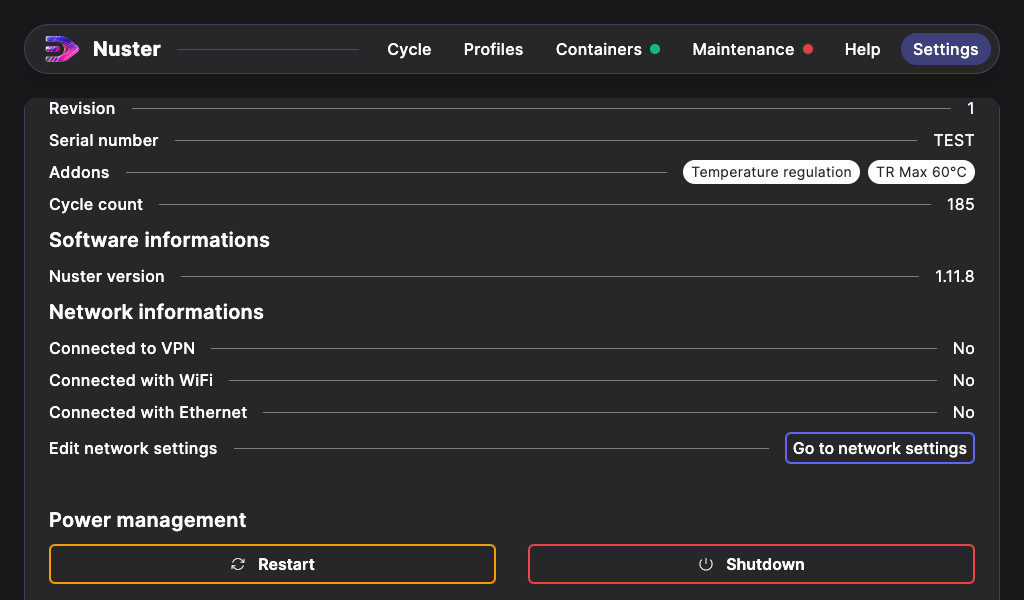 Nuster Cycle Profiles Containers Maintenance Help Settings
Revision 1
Serial number TEST
Addons Temperature regulation TR Max 60°C
Cycle count 185
Software informations
Nuster version 1.11.8
Network informations
Connected to VPN No
Connected with WiFi No
Connected with Ethernet No
Edit network settings Go to network settings
Power management
Restart Shutdown